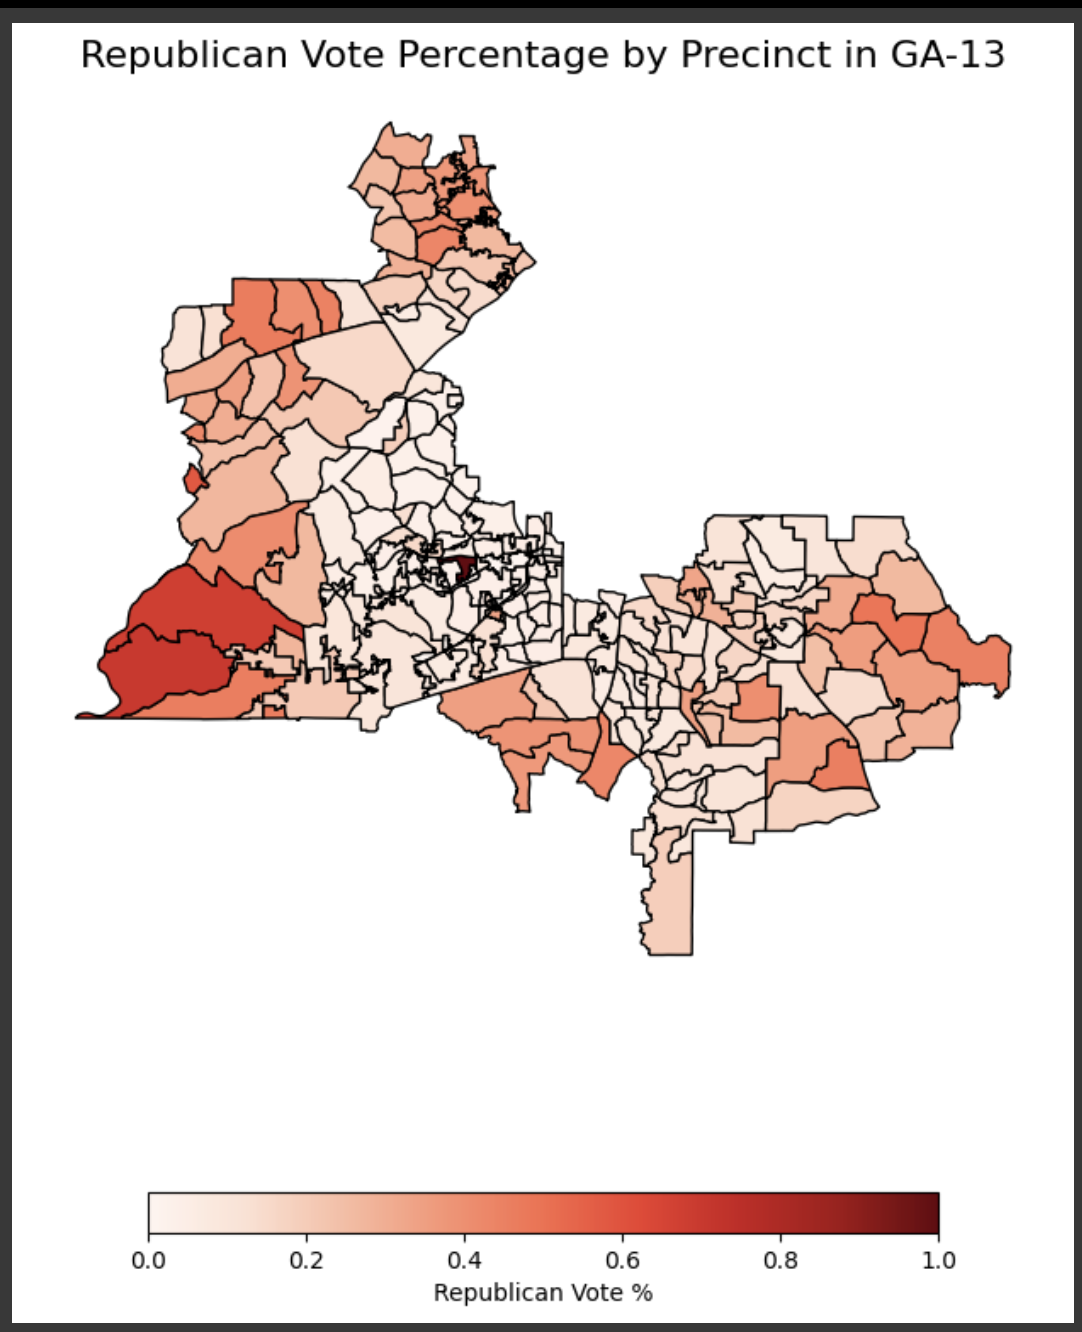 Republican Vote Percentage by Precinct in GA-13
0.0 0.2 0.4 0.6 0.8 1.0
Republican Vote %